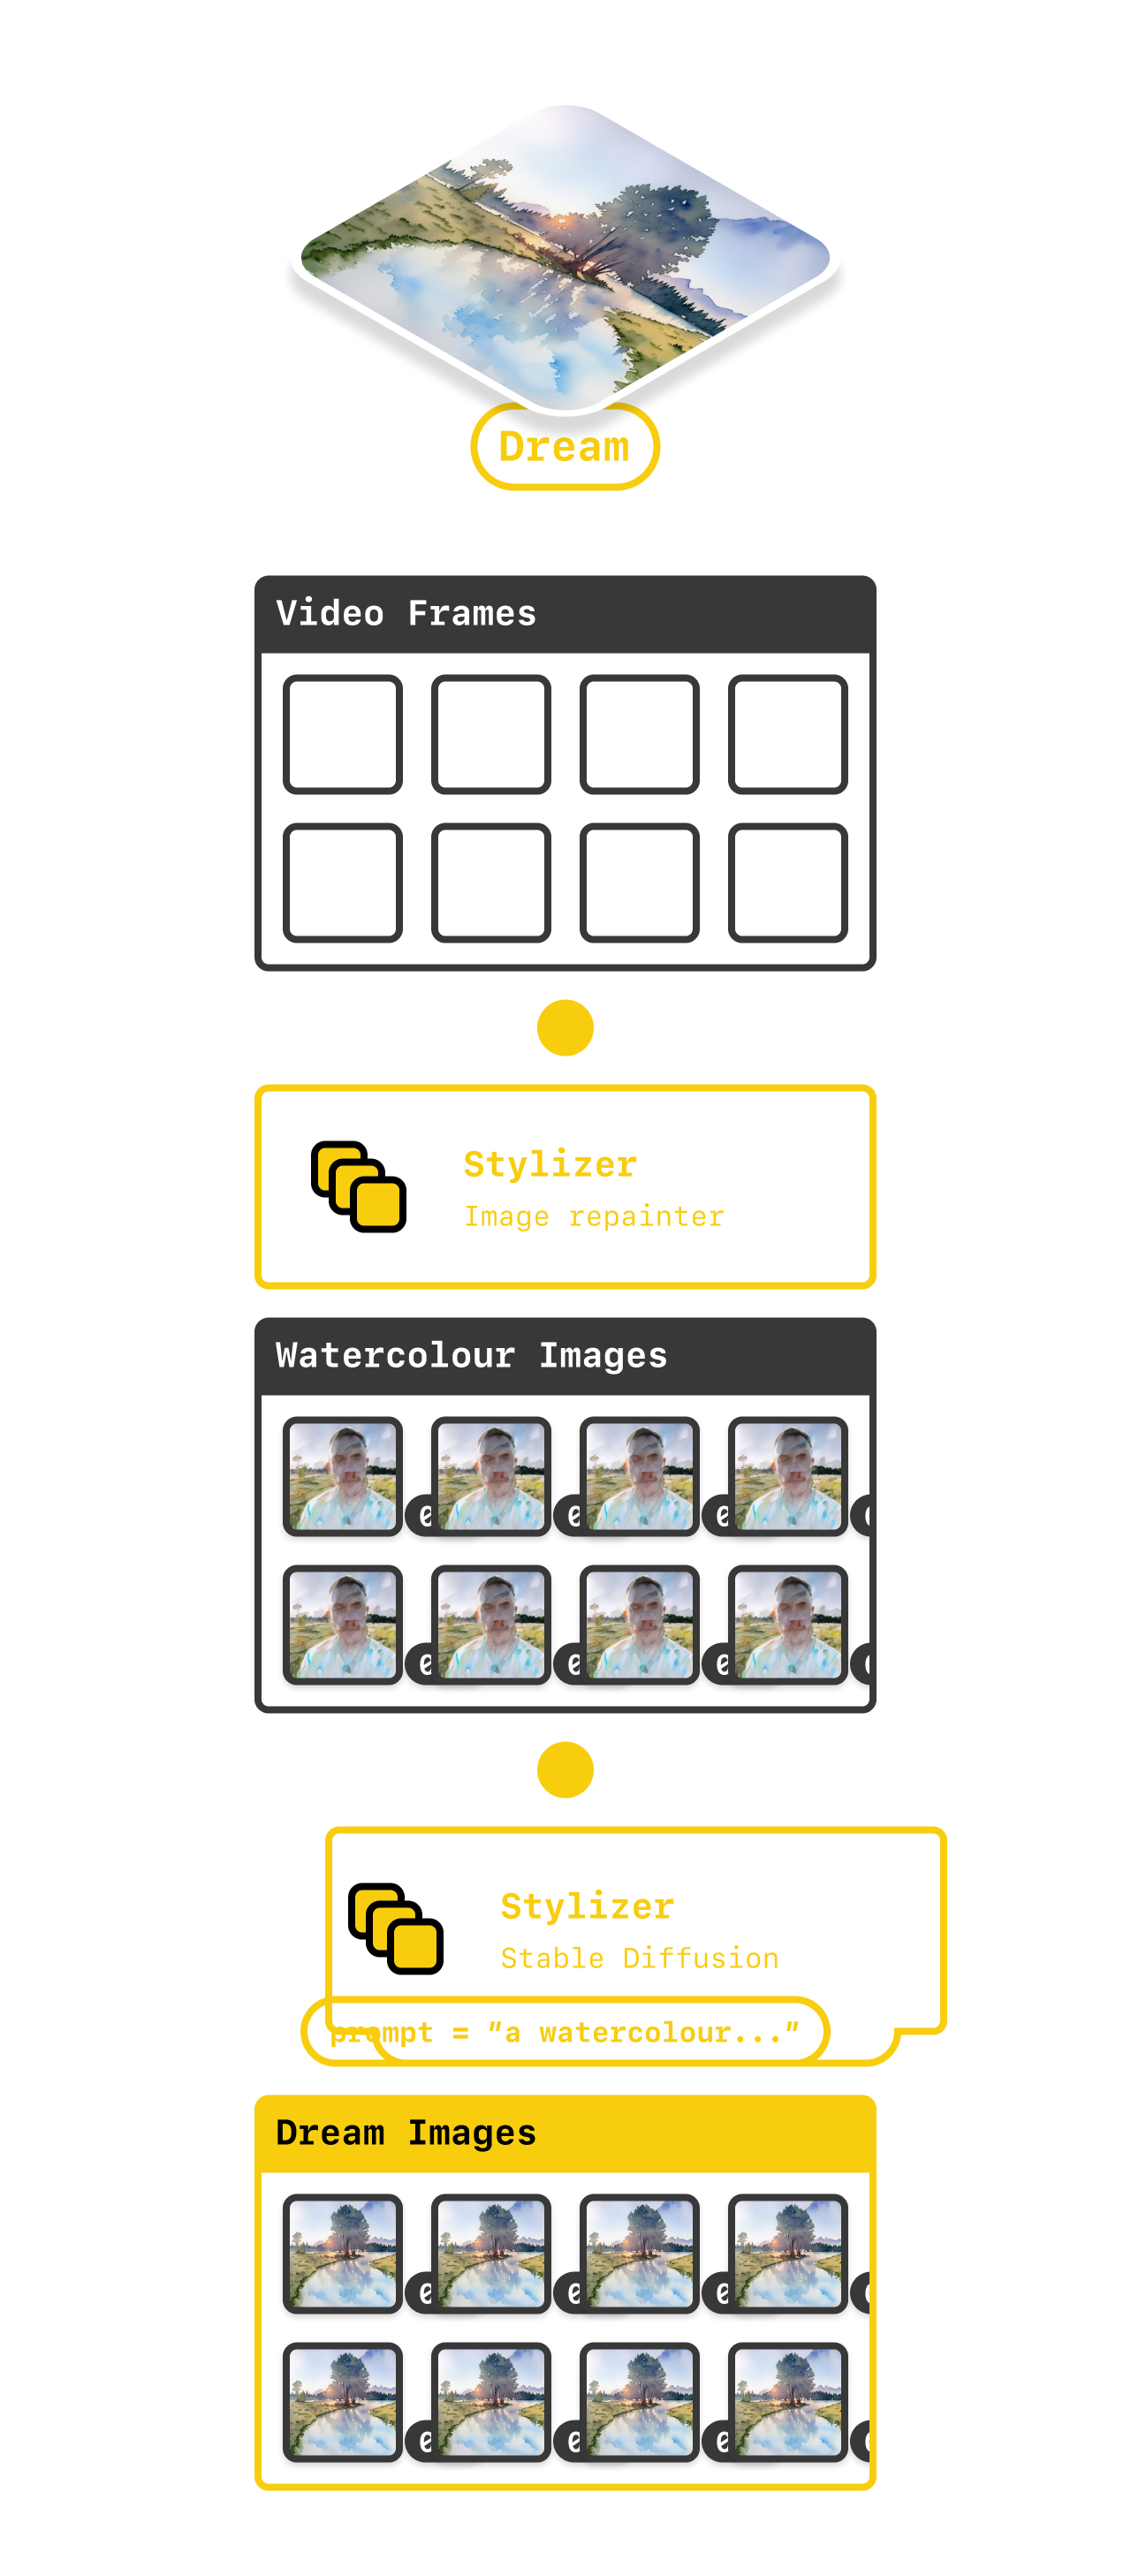 Dream
Video Frames
Stylizer
Image repainter
Watercolour Images
Stylizer
Stable Diffusion
prompt = "a watercolour..."
Dream Images